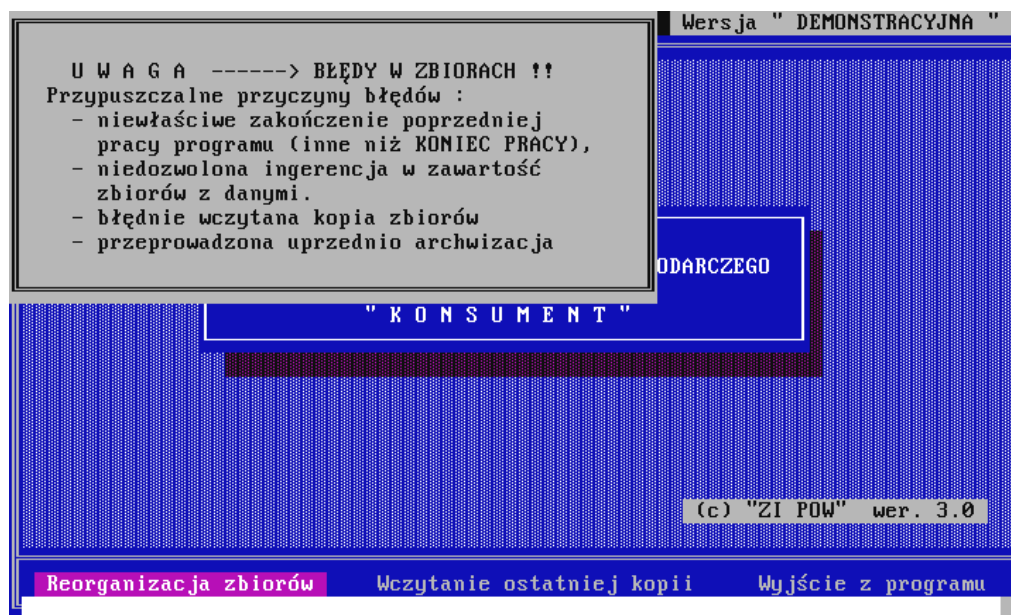 Wersja " DEMONSTRACYJNA "
U W A G A ------> BŁĘDY W ZBIORACH !!
Przypuszczalne przyczyny błędów :
- niewłaściwe zakończenie poprzedniej
pracy programu (inne niż KONIEC PRACY),
- niedozwolona ingerencja w zawartość
zbiorów z danymi.
- błędnie wczytana kopia zbiorów
- przeprowadzona uprzednio archwizacja
ODARCZEGO
" K O N S U M E N T "
(c) "ZI POW" wer. 3.0
Reorganizacja zbiorów Wczytanie ostatniej kopii Wyjście z programu